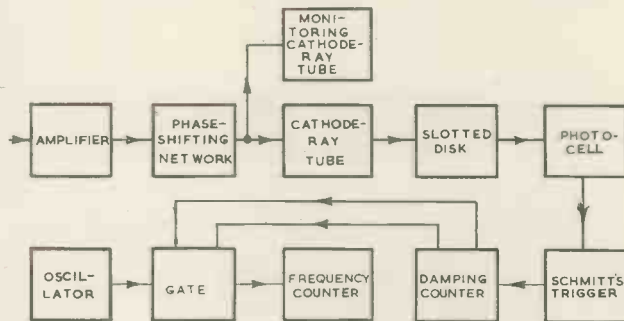 MONI-
TORING
CATHODE-
RAY
TUBE
AMPLIFIER
PHASE-
SHIFTING
NETWORK
CATHODE-
RAY
TUBE
SLOTTED
DISK
PHOTO-
CELL
OSCIL-
LATOR
GATE
FREQUENCY
COUNTER
DAMPING
COUNTER
SCHMITT'S
TRIGGER